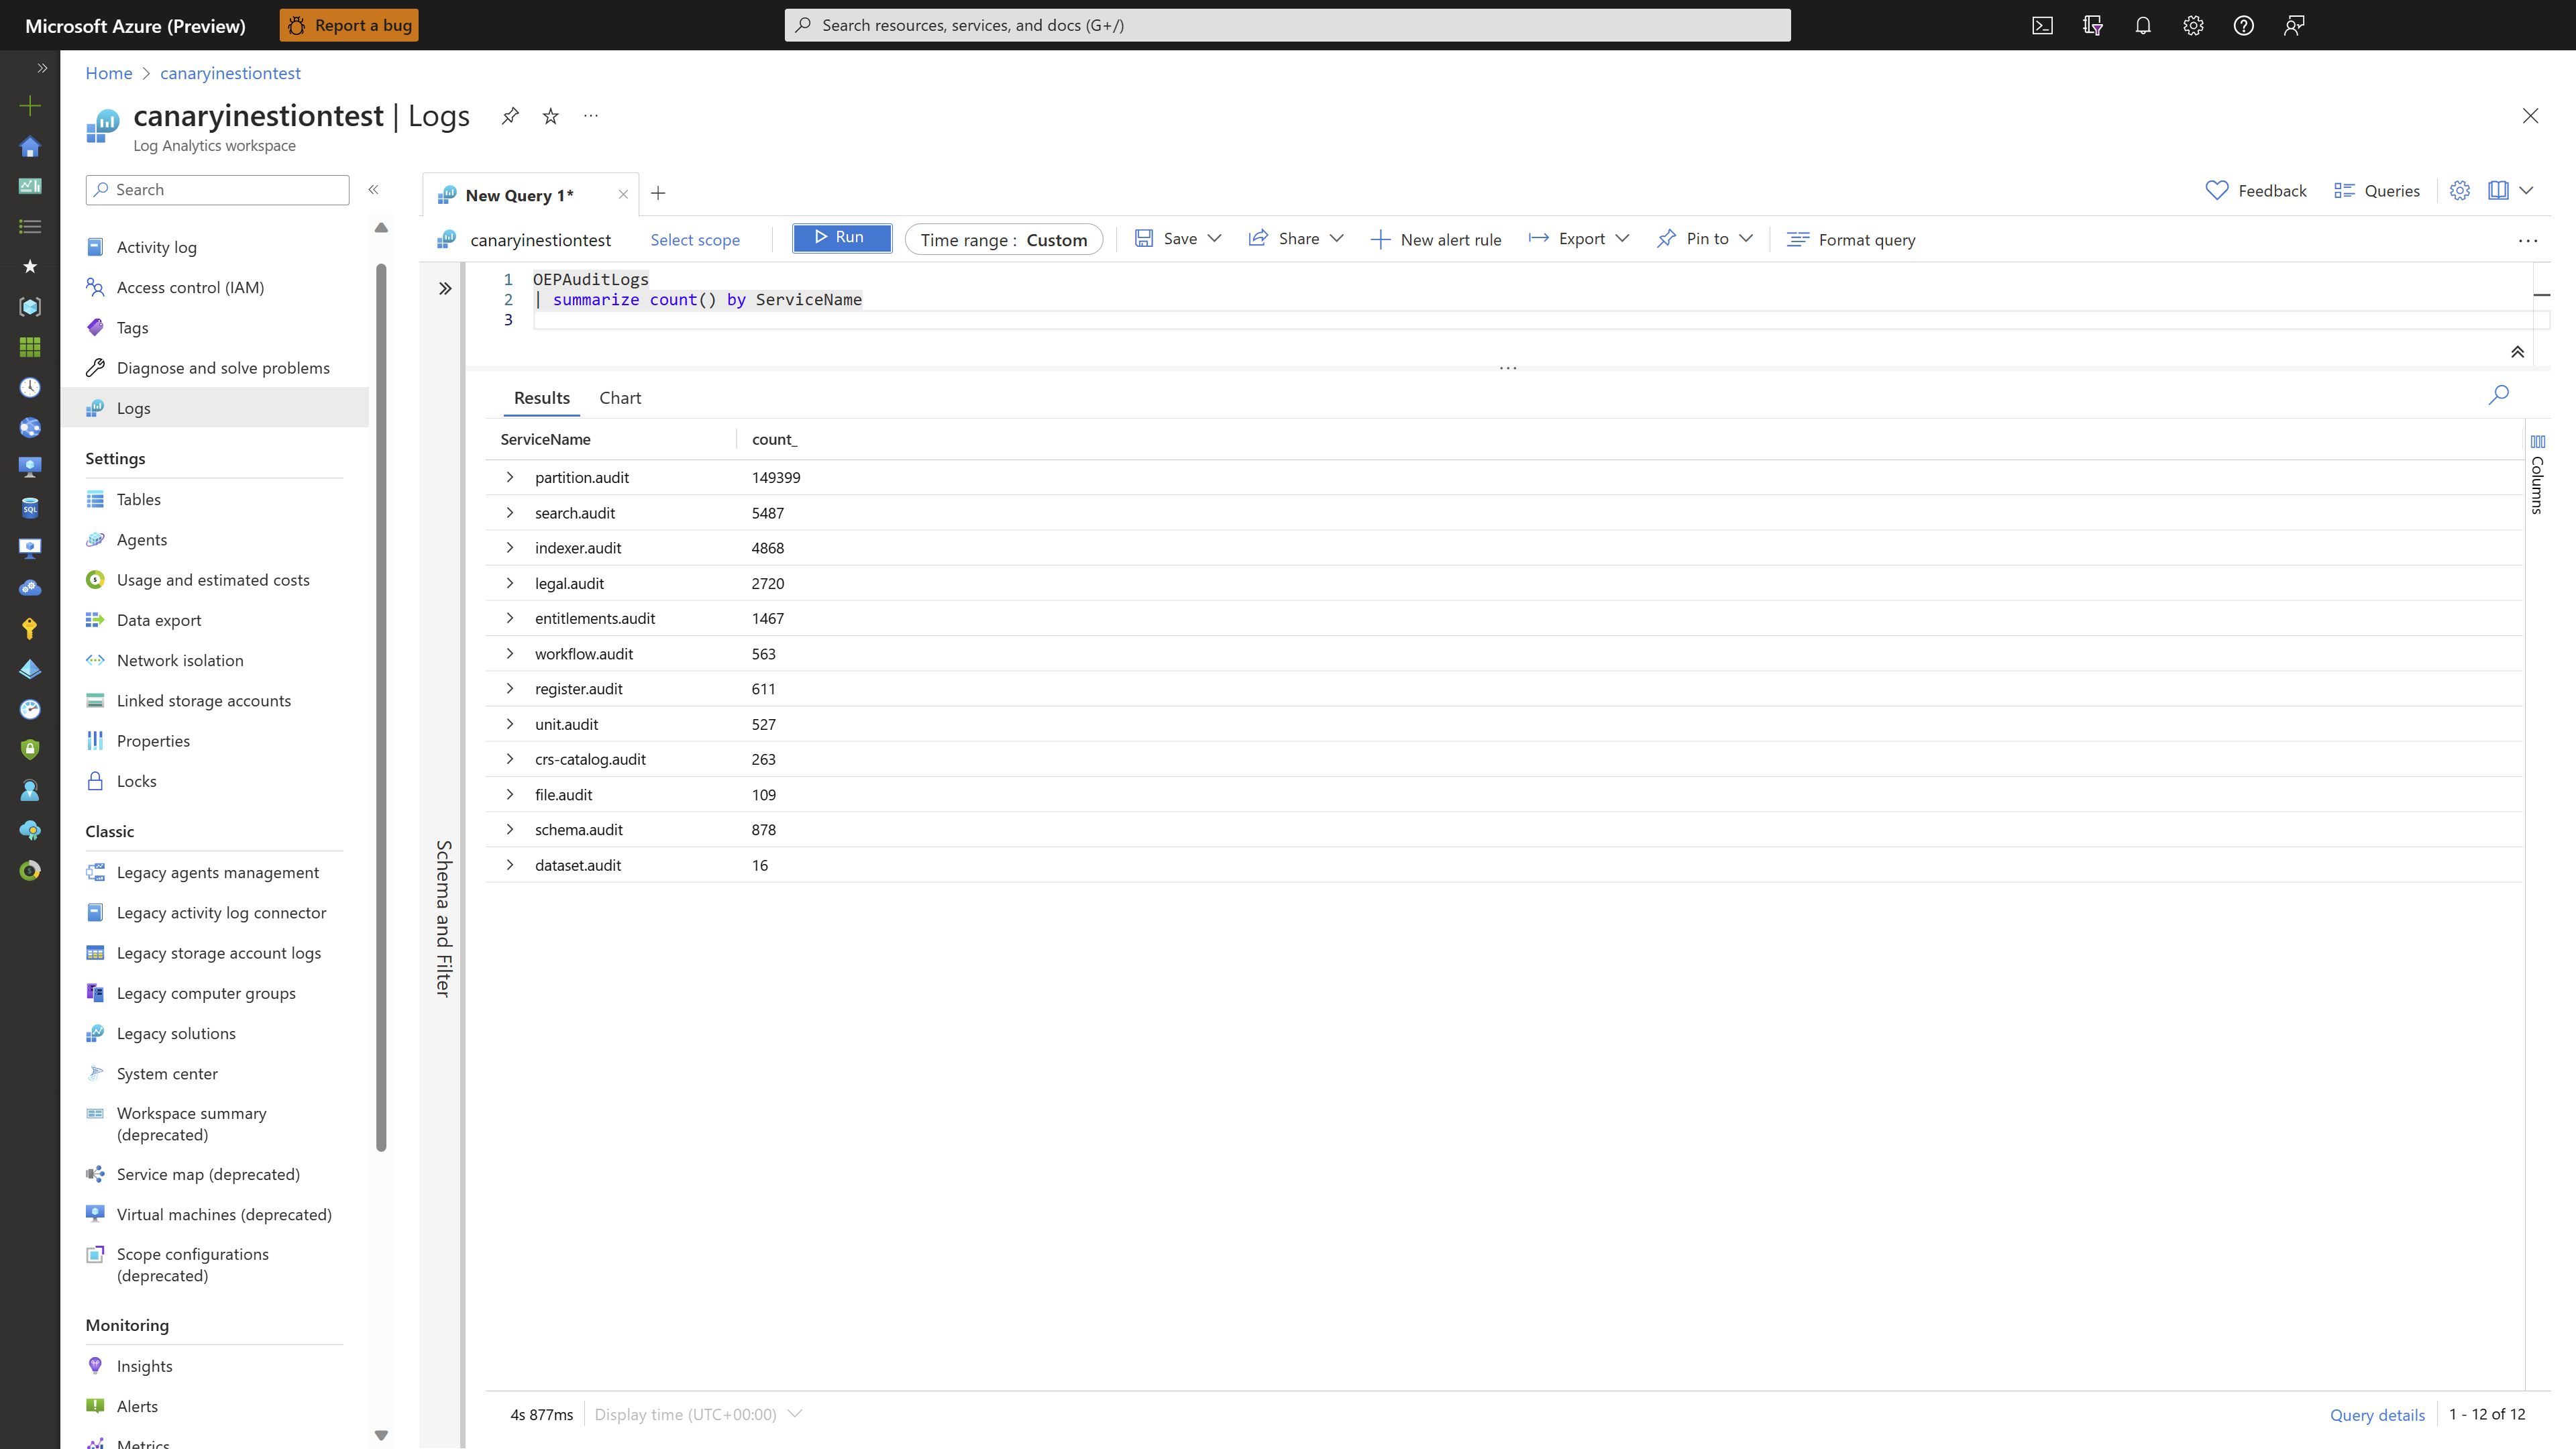 Microsoft Azure (Preview)
Report a bug
Search resources, services, and docs (G+/)
Home > canaryinestiontest
canaryinestiontest | Logs
Log Analytics workspace
Search
Activity log
Access control (IAM)
Tags
Diagnose and solve problems
Logs
Settings
Tables
Agents
Usage and estimated costs
Data export
Network isolation
Linked storage accounts
Properties
Locks
Classic
Legacy agents management
Legacy activity log connector
Legacy storage account logs
Legacy computer groups
Legacy solutions
System center
Workspace summary
(deprecated)
Service map (deprecated)
Virtual machines (deprecated)
Scope configurations
(deprecated)
Monitoring
Insights
Alerts
Metrics
New Query 1*
Feedback
Queries
canaryinestiontest
Select scope
Run
Time range : Custom
Save
Share
New alert rule
Export
Pin to
Format query
Schema and Filter
1 OEPAuditLogs
2 | summarize count() by ServiceName
3
Results
Chart
ServiceName count_
partition.audit 149399
search.audit 5487
indexer.audit 4868
legal.audit 2720
entitlements.audit 1467
workflow.audit 563
register.audit 611
unit.audit 527
crs-catalog.audit 263
file.audit 109
schema.audit 878
dataset.audit 16
Columns
4s 877ms
Display time (UTC+00:00)
Query details
1 - 12 of 12